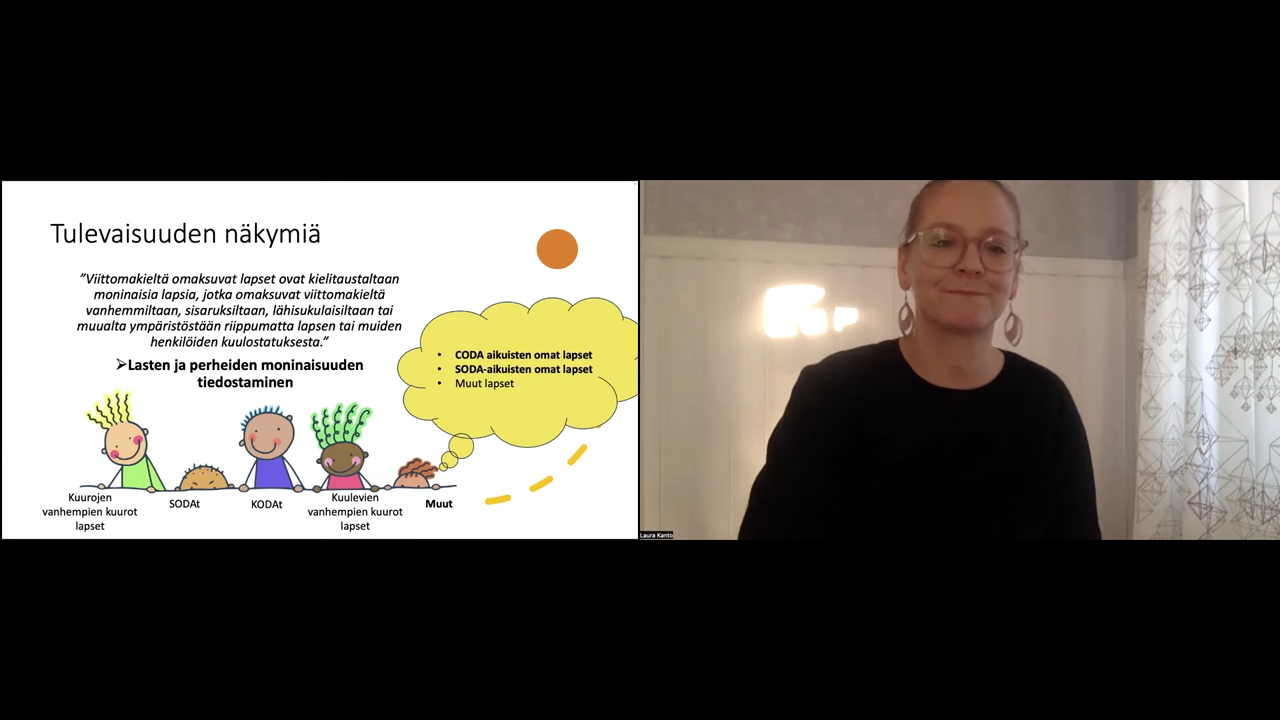 Tulevaisuuden näkymiä
”Viittomakieltä omaksuvat lapset ovat kielitaustaltaan
moninaisia lapsia, jotka omaksuvat viittomakieltä
vanhemmiltaan, sisaruksiltaan, lähisukulaisiltaan tai
muualta ympäristöstään riippumatta lapsen tai muiden
henkilöiden kuulostatuksesta.”
➢Lasten ja perheiden moninaisuuden
tiedostaminen
• CODA aikuisten omat lapset
• SODA-aikuisten omat lapset
• Muut lapset
Kuurojen
vanhempien kuurot
lapset
SODAt
KODAt
Kuulevien
vanhempien kuurot
lapset
Muut
Laura Kanto